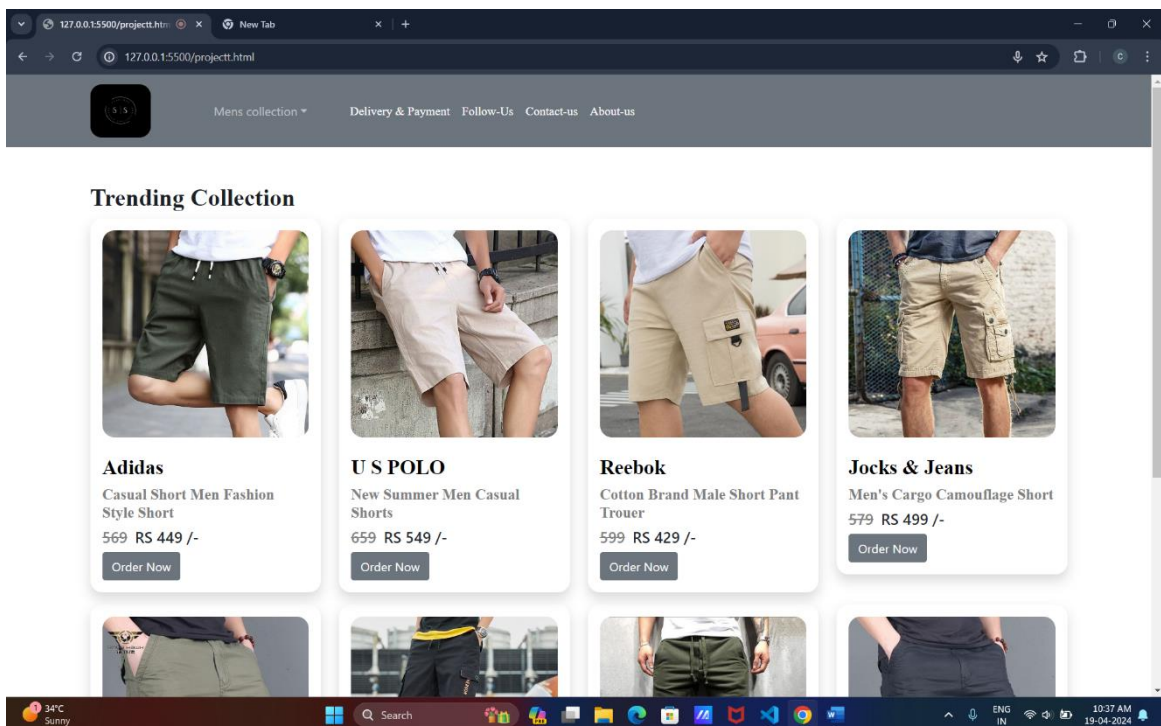 127.0.0.1:5500/projectt.htm
New Tab
127.0.0.1:5500/projectt.html
C
S S
Mens collection
Delivery & Payment Follow-Us Contact-us About-us
Trending Collection
Adidas
Casual Short Men Fashion
Style Short
569 RS 449 /-
Order Now
U S POLO
New Summer Men Casual
Shorts
659 RS 549 /-
Order Now
Reebok
Cotton Brand Male Short Pant
Trouer
599 RS 429 /-
Order Now
Jocks & Jeans
Men's Cargo Camouflage Short
579 RS 499 /-
Order Now
1
34°C
Sunny
Search
ENG
IN
10:37 AM
19-04-2024